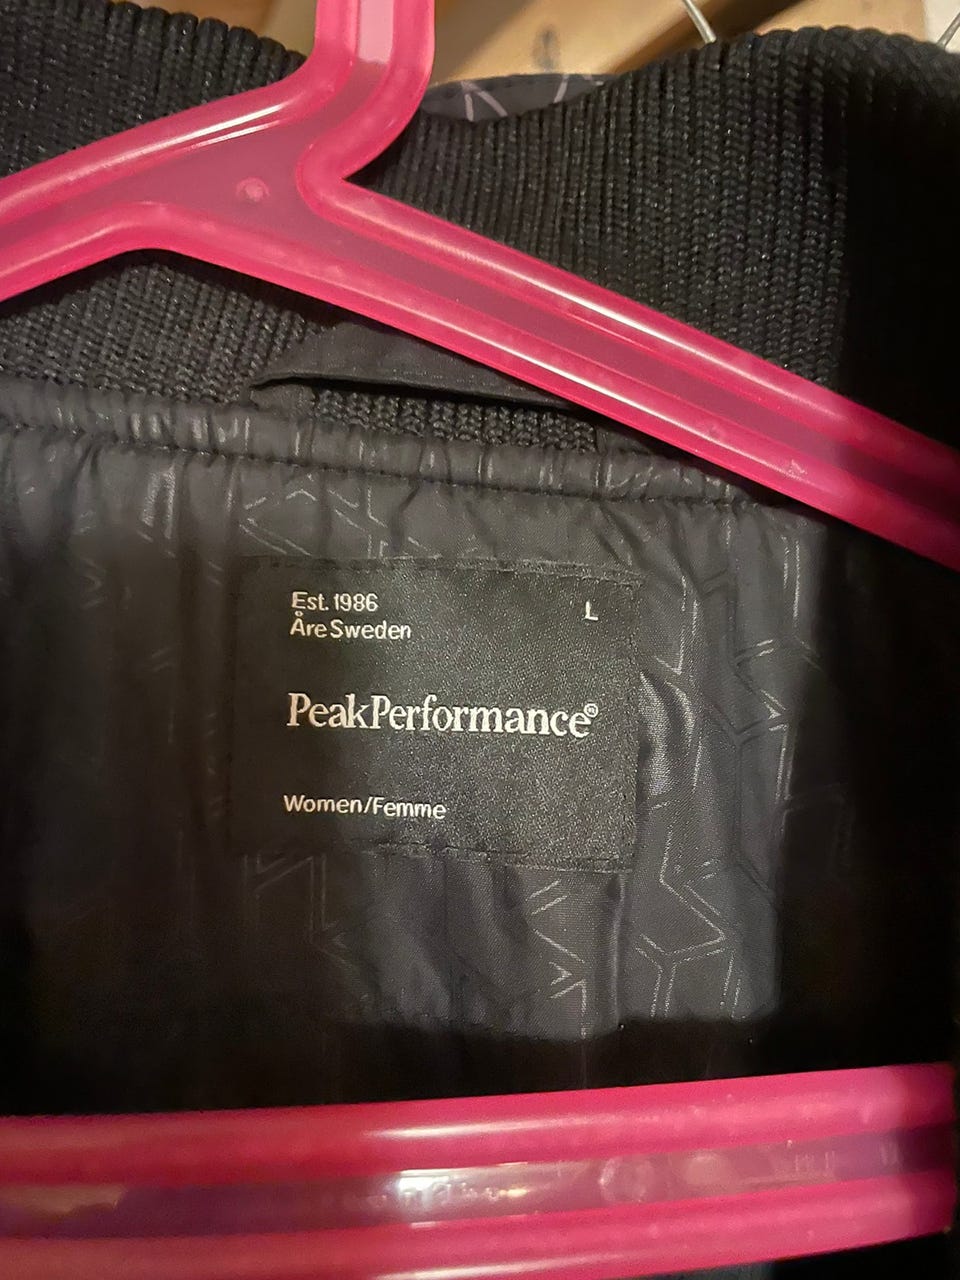 Est. 1986
Åre Sweden
L
PeakPerformance®
Women/Femme